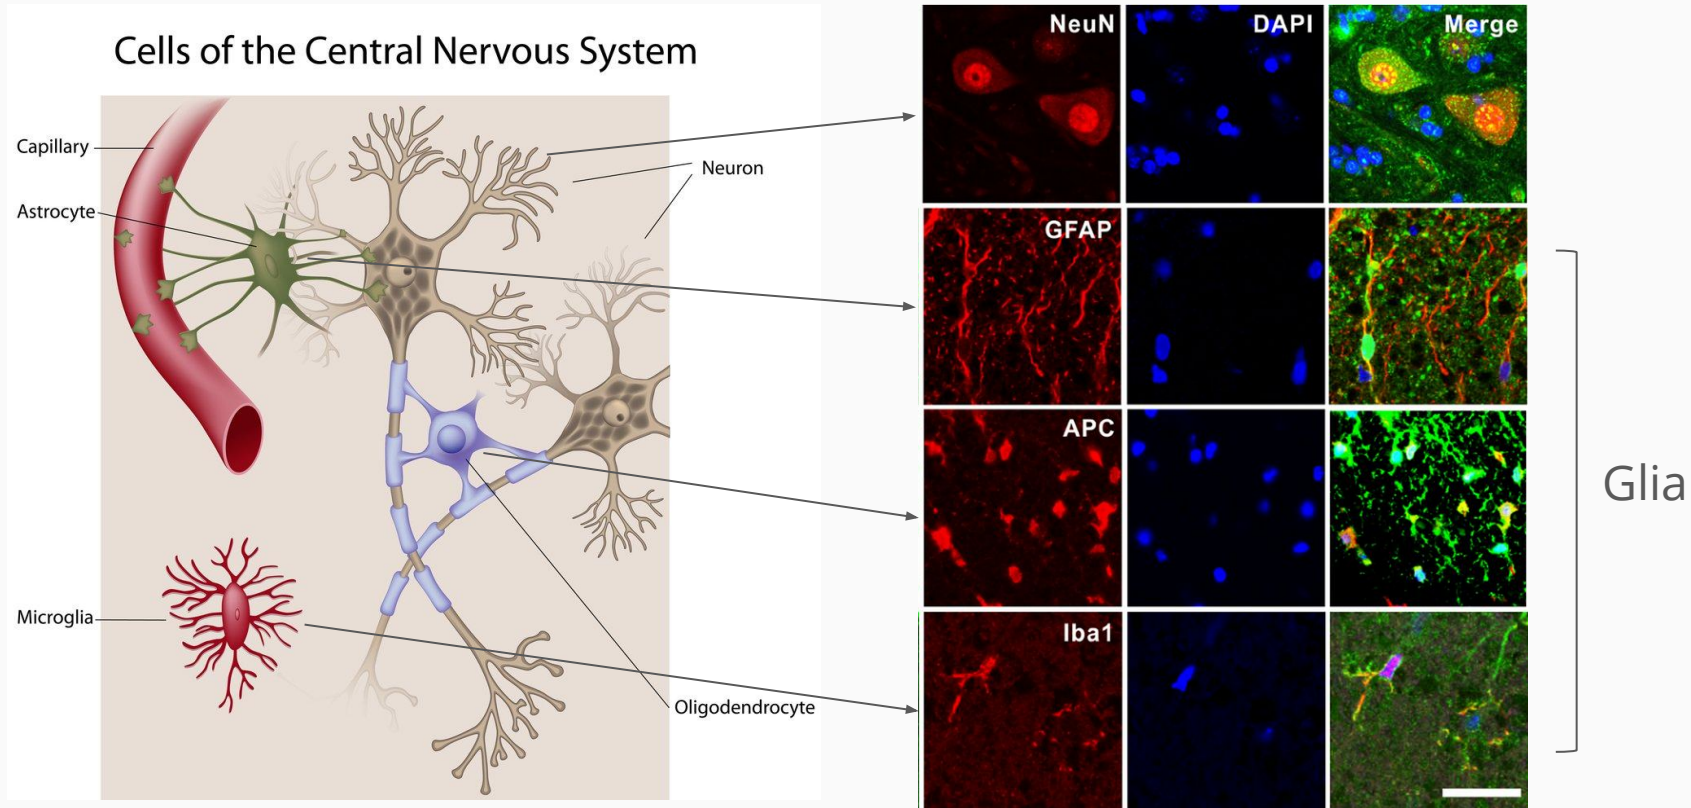 Cells of the Central Nervous System
Capillary
Astrocyte
Neuron
Microglia
Oligodendrocyte
NeuN
DAPI
Merge
GFAP
APC
Iba1
Glia